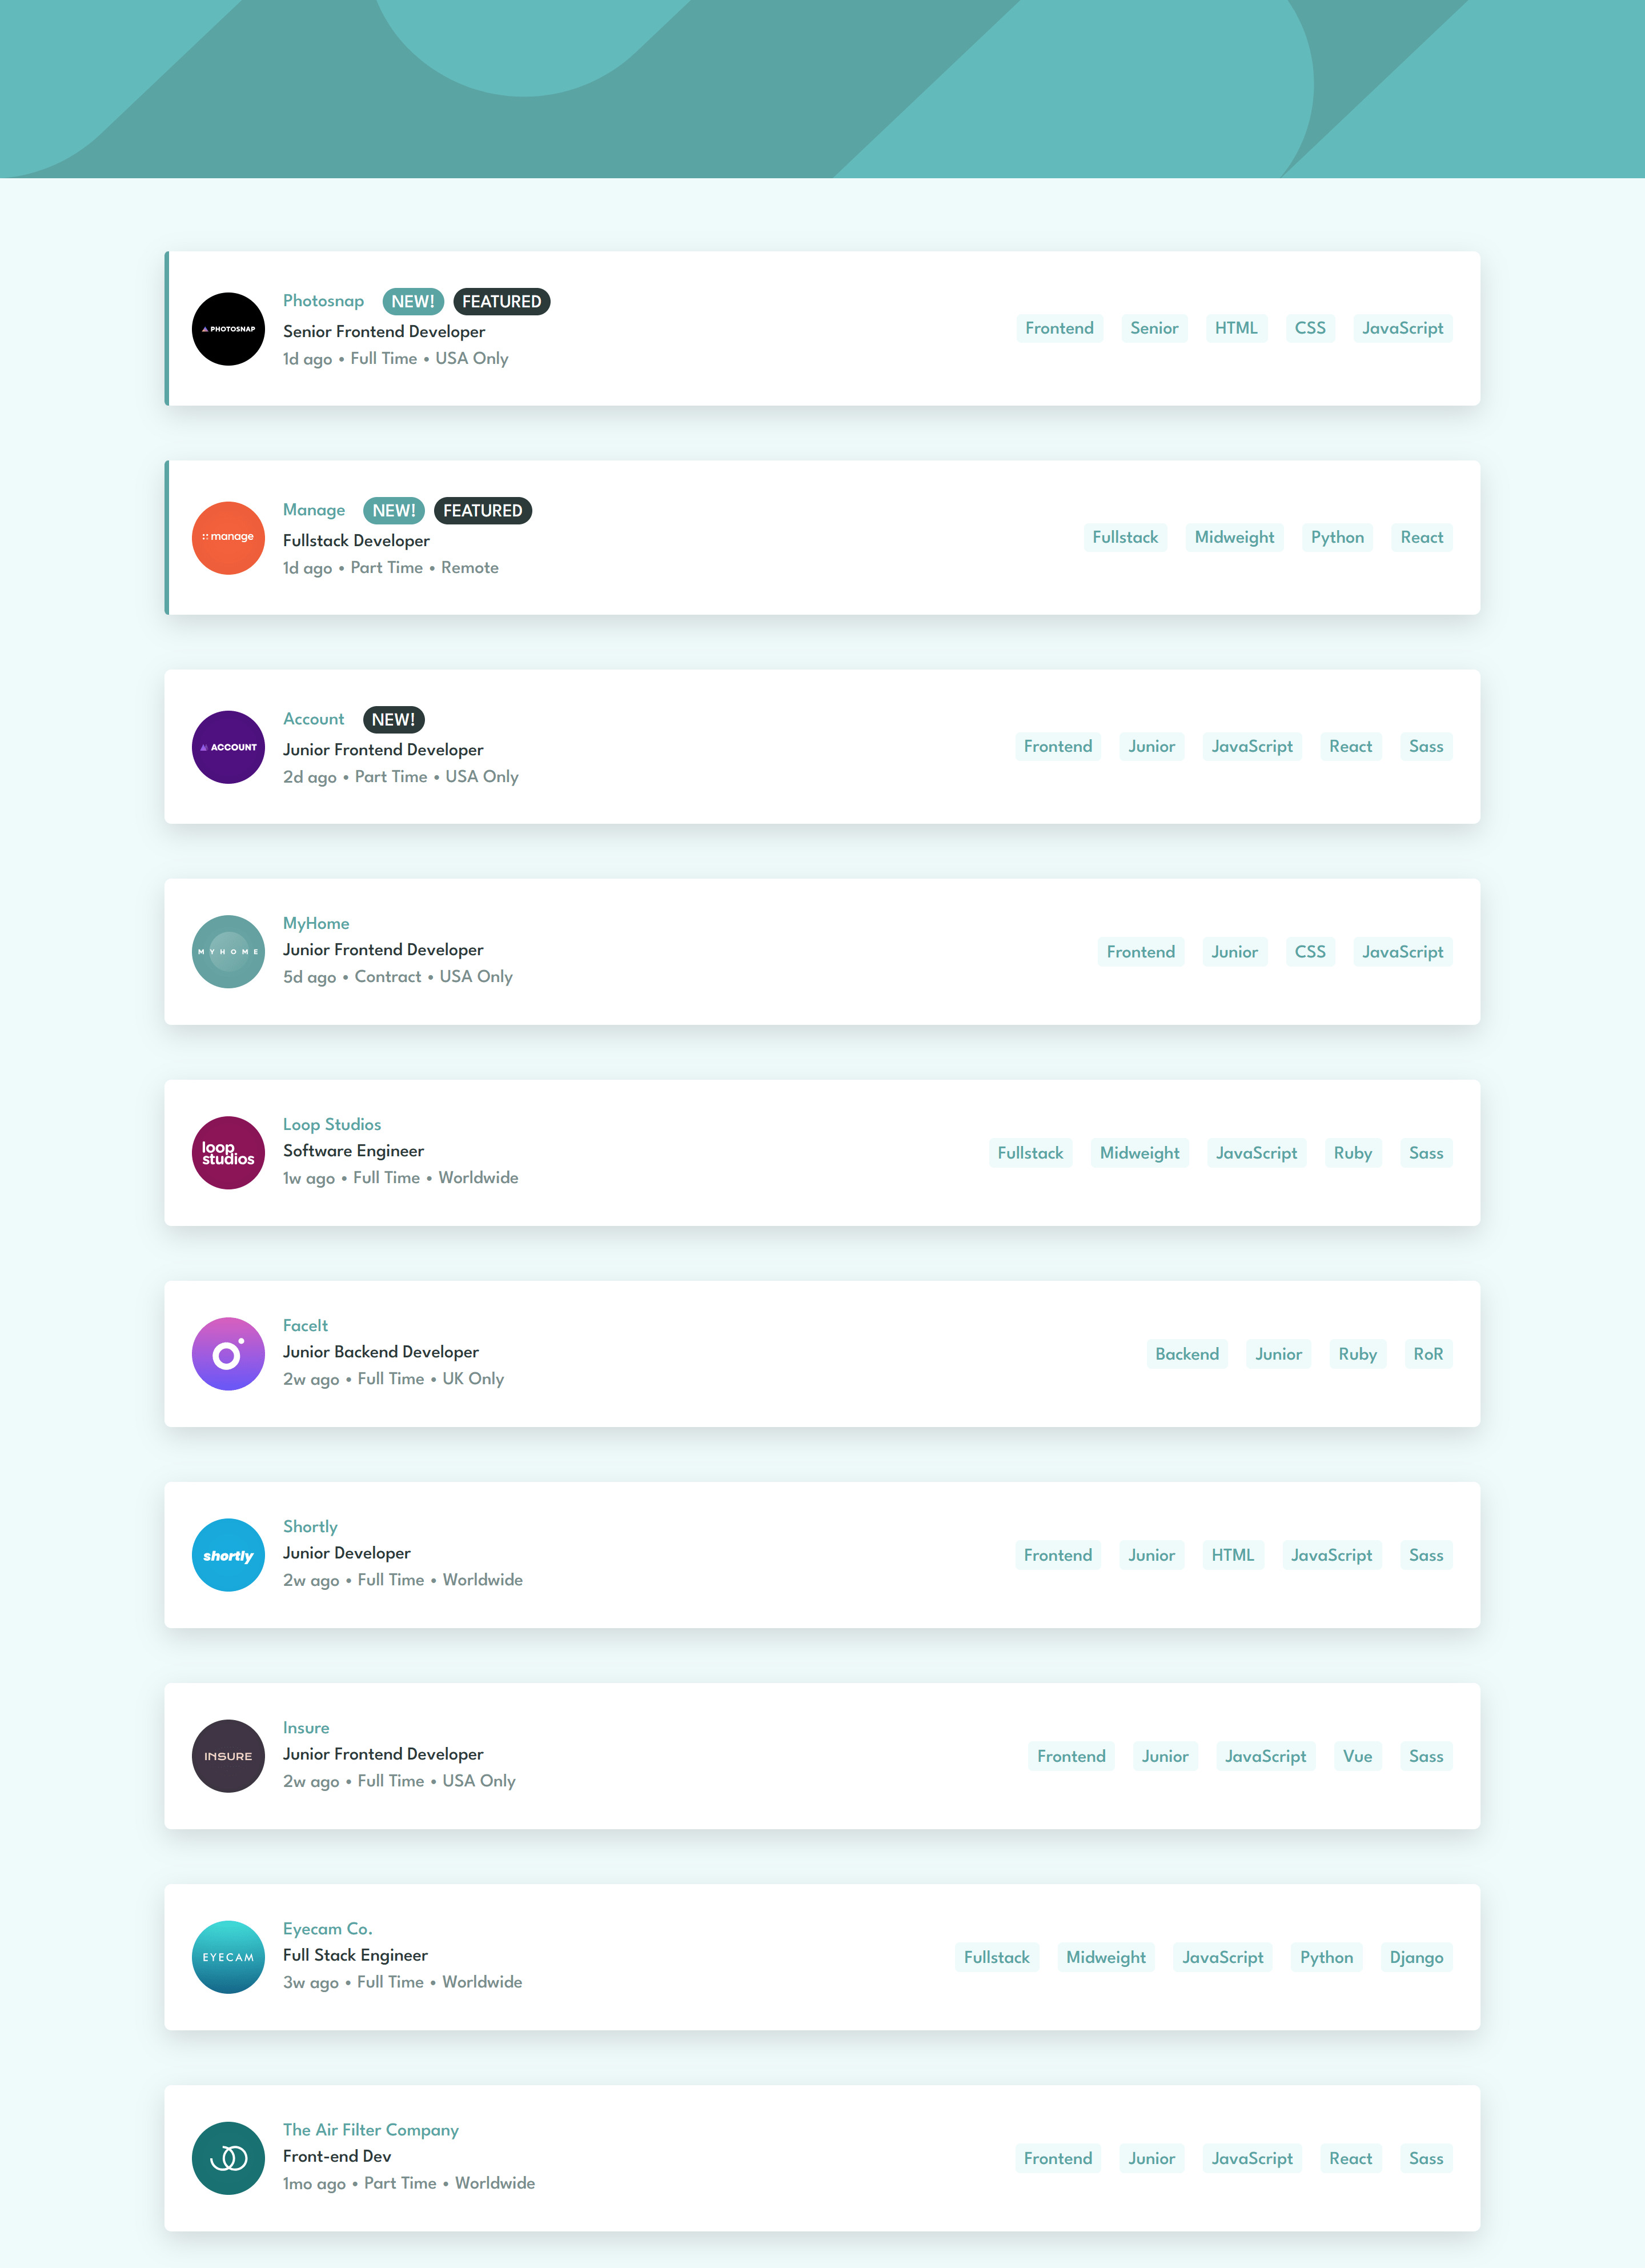 PHOTOSNAP
Photosnap NEW! FEATURED
Senior Frontend Developer
1d ago • Full Time • USA Only
Frontend Senior HTML CSS JavaScript
:: manage
Manage NEW! FEATURED
Fullstack Developer
1d ago • Part Time • Remote
Fullstack Midweight Python React
ACCOUNT
Account NEW!
Junior Frontend Developer
2d ago • Part Time • USA Only
Frontend Junior JavaScript React Sass
MYHOME
MyHome
Junior Frontend Developer
5d ago • Contract • USA Only
Frontend Junior CSS JavaScript
loop
studios
Loop Studios
Software Engineer
1w ago • Full Time • Worldwide
Fullstack Midweight JavaScript Ruby Sass
FaceIt
Junior Backend Developer
2w ago • Full Time • UK Only
Backend Junior Ruby RoR
shortly
Shortly
Junior Developer
2w ago • Full Time • Worldwide
Frontend Junior HTML JavaScript Sass
INSURE
Insure
Junior Frontend Developer
2w ago • Full Time • USA Only
Frontend Junior JavaScript Vue Sass
EYECAM
Eyecam Co.
Full Stack Engineer
3w ago • Full Time • Worldwide
Fullstack Midweight JavaScript Python Django
The Air Filter Company
Front-end Dev
1mo ago • Part Time • Worldwide
Frontend Junior JavaScript React Sass